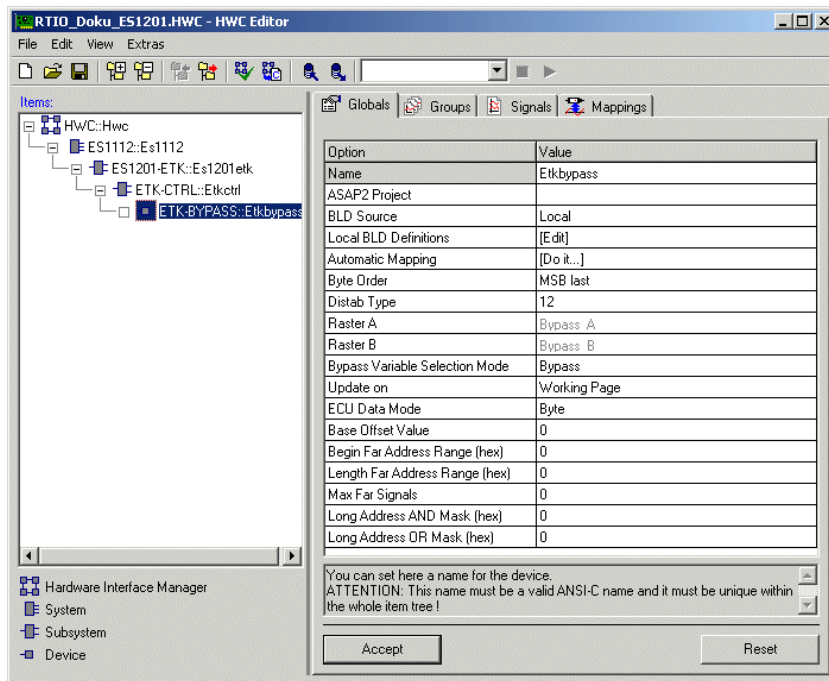 RTIO_Doku_ES1201.HWC - HWC Editor
File Edit View Extras
Items:
HWC::Hwc
ES1112::Es1112
ES1201-ETK::Es1201etk
ETK-CTRL::Etkctrl
ETK-BYPASS::Etkbypass
Hardware Interface Manager
System
Subsystem
Device
Globals Groups Signals Mappings
Option Value
Name Etkbypass
ASAP2 Project
BLD Source Local
Local BLD Definitions [Edit]
Automatic Mapping [Do it...]
Byte Order MSB last
Distab Type 12
Raster A Bypass A
Raster B Bypass B
Bypass Variable Selection Mode Bypass
Update on Working Page
ECU Data Mode Byte
Base Offset Value 0
Begin Far Address Range (hex) 0
Length Far Address Range (hex) 0
Max Far Signals 0
Long Address AND Mask (hex) 0
Long Address OR Mask (hex) 0
You can set here a name for the device.
ATTENTION: This name must be a valid ANSI-C name and it must be unique within
the whole item tree !
Accept Reset